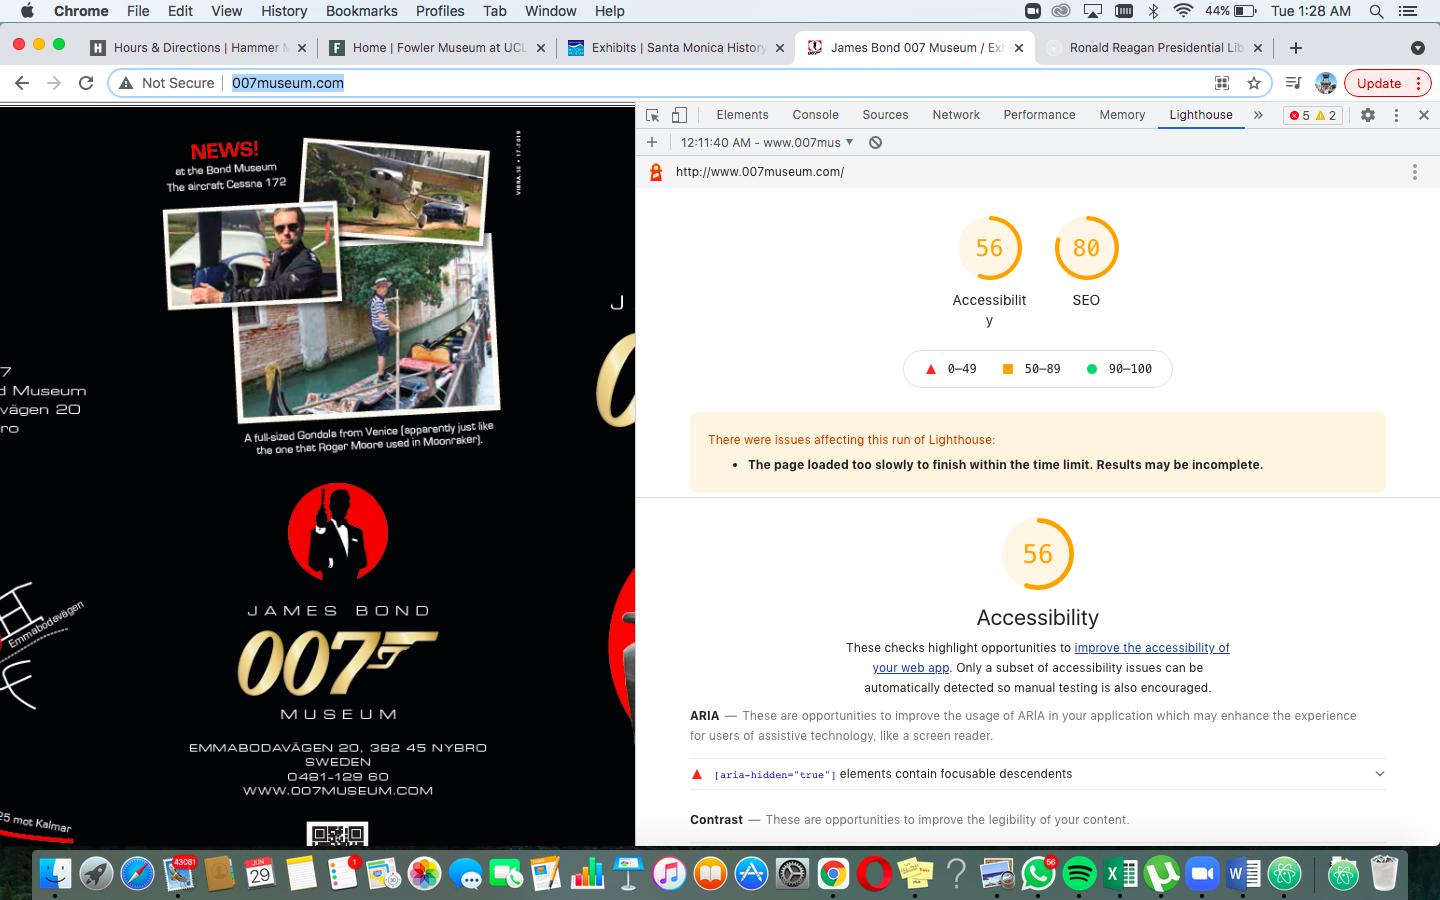 Chrome File Edit View History Bookmarks Profiles Tab Window Help 44% Tue 1:28 AM
Hours & Directions | Hammer M
Home | Fowler Museum at UCL
Exhibits | Santa Monica History
James Bond 007 Museum / Exh
Ronald Reagan Presidential Lib
Not Secure 007museum.com Update
Elements Console Sources Network Performance Memory Lighthouse 5 2
12:11:40 AM - www.007mus
http://www.007museum.com/
56 80
Accessibilit
y
SEO
0–49 50–89 90–100
There were issues affecting this run of Lighthouse:
• The page loaded too slowly to finish within the time limit. Results may be incomplete.
56
Accessibility
These checks highlight opportunities to improve the accessibility of
your web app. Only a subset of accessibility issues can be
automatically detected so manual testing is also encouraged.
ARIA — These are opportunities to improve the usage of ARIA in your application which may enhance the experience
for users of assistive technology, like a screen reader.
[aria-hidden="true"] elements contain focusable descendents
Contrast — These are opportunities to improve the legibility of your content.
NEWS!
at the Bond Museum
The aircraft Cessna 172
A full-sized Gondola from Venice (apparently just like
the one that Roger Moore used in Moonraker).
J
7
d Museum
vägen 20
ro
JAMES BOND
007
MUSEUM
EMMABODAVÄGEN 20, 382 45 NYBRO
SWEDEN
0481-129 60
WWW.007MUSEUM.COM
Emmabodavägen
25 mot Kalmar
43081
JUN
29
1
56